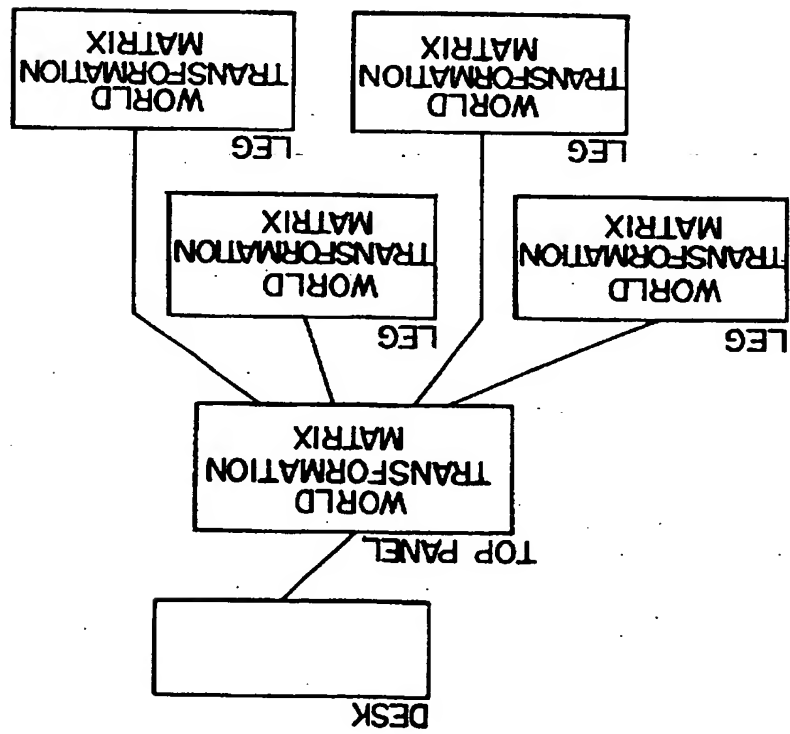 DESK
TOP PANEL
WORLD
TRANSFORMATION
MATRIX
LEG
WORLD
TRANSFORMATION
MATRIX
LEG
WORLD
TRANSFORMATION
MATRIX
LEG
WORLD
TRANSFORMATION
MATRIX
LEG
WORLD
TRANSFORMATION
MATRIX